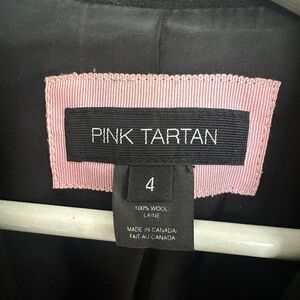 PINK TARTAN
4
100% WOOL
LAINE
MADE IN CANADA
FAIT AU CANADA